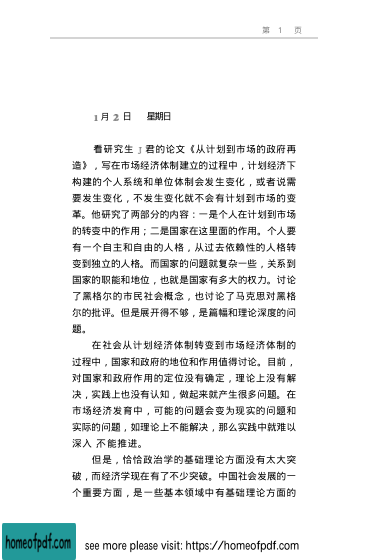 第 1 页
1 月 2 日 星期日
看研究生 J 君的论文《从计划到市场的政府再
造》，写在市场经济体制建立的过程中，计划经济下
构建的个人系统和单位体制会发生变化，或者说需
要发生变化，不发生变化就不会有计划到市场的变
革。他研究了两部分的内容：一是个人在计划到市场
的转变中的作用；二是国家在这里面的作用。个人要
有一个自主和自由的人格，从过去依赖性的人格转
变到独立的人格。而国家的问题就复杂一些，关系到
国家的职能和地位，也就是国家有多大的权力。讨论
了黑格尔的市民社会概念，也讨论了马克思对黑格
尔的批评。但是展开得不够，是篇幅和理论深度的问
题。
在社会从计划经济体制转变到市场经济体制的
过程中，国家和政府的地位和作用值得讨论。目前，
对国家和政府作用的定位没有确定，理论上没有解
决，实践上也没有认知，做起来就产生很多问题。在
市场经济发育中，可能的问题会变为现实的问题和
实际的问题，如理论上不能解决，那么实践中就难以
深入 不能推进。
但是，恰恰政治学的基础理论方面没有太大突
破，而经济学现在有了不少突破。中国社会发展的一
个重要方面，是一些基本领域中有基础理论方面的
homeofpdf.com
see more please visit: https://homeofpdf.com